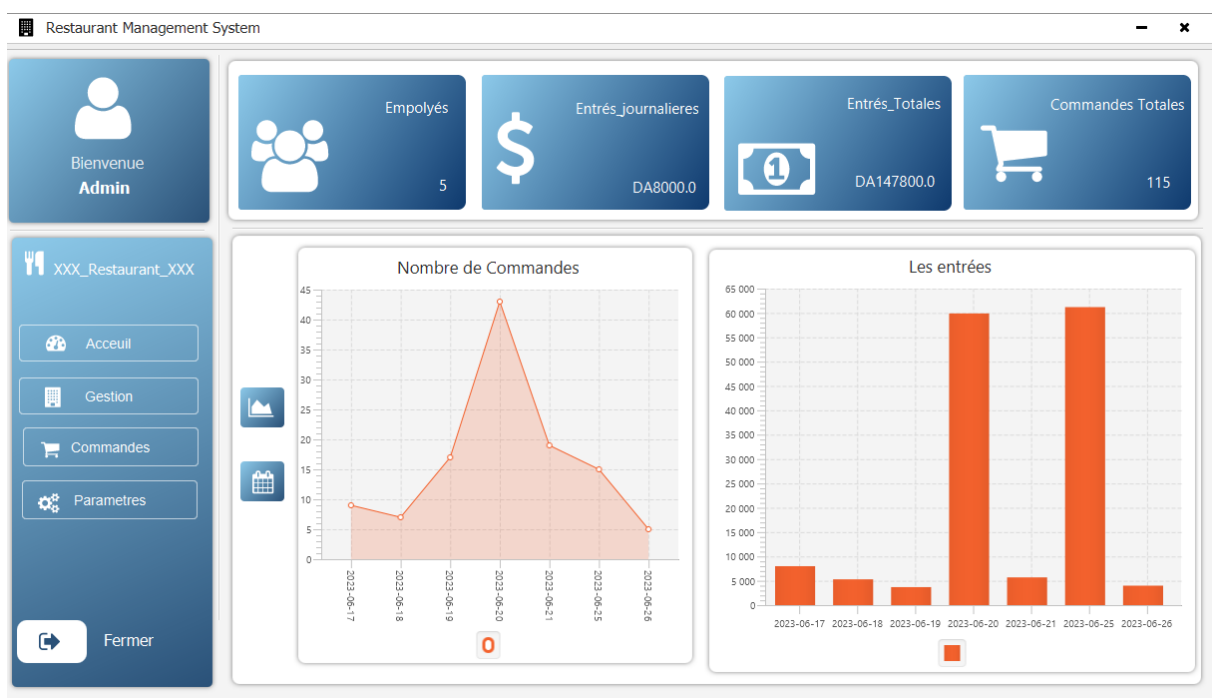 Restaurant Management System
Bienvenue
Admin
Empolyés
5
Entrés_journalieres
DA8000.0
Entrés_Totales
1
DA147800.0
Commandes Totales
115
XXX_Restaurant_XXX
Acceuil
Gestion
Commandes
Parametres
Fermer
Nombre de Commandes
45
40
35
30
25
20
15
10
5
0
2023-06-17
2023-06-18
2023-06-19
2023-06-20
2023-06-21
2023-06-25
2023-06-26
Les entrées
65 000
60 000
55 000
50 000
45 000
40 000
35 000
30 000
25 000
20 000
15 000
10 000
5 000
0
2023-06-17 2023-06-18 2023-06-19 2023-06-20 2023-06-21 2023-06-25 2023-06-26